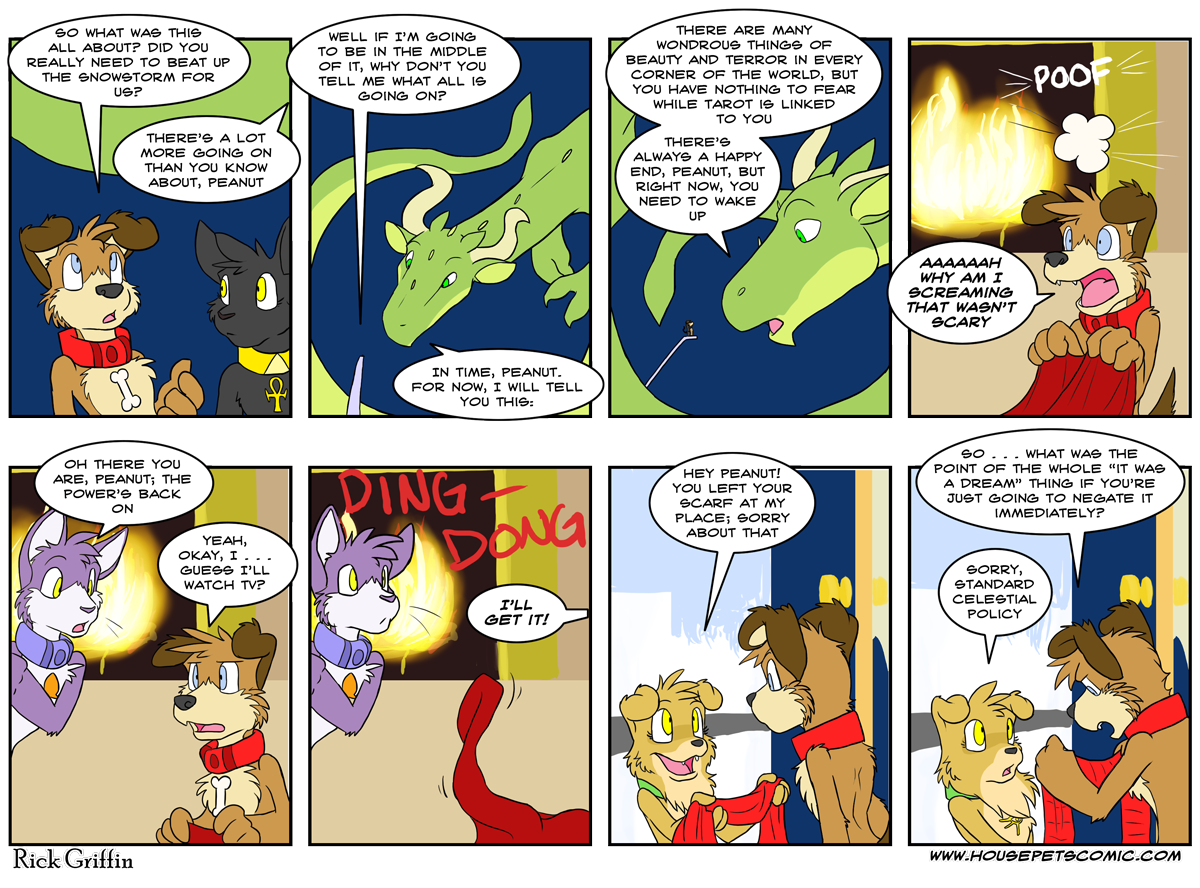 SO WHAT WAS THIS
ALL ABOUT? DID YOU
REALLY NEED TO BEAT UP
THE SNOWSTORM FOR
US?
THERE'S A LOT
MORE GOING ON
THAN YOU KNOW
ABOUT, PEANUT
WELL IF I'M GOING
TO BE IN THE MIDDLE
OF IT, WHY DON'T YOU
TELL ME WHAT ALL IS
GOING ON?
IN TIME, PEANUT.
FOR NOW, I WILL TELL
YOU THIS:
THERE ARE MANY
WONDROUS THINGS OF
BEAUTY AND TERROR IN EVERY
CORNER OF THE WORLD, BUT
YOU HAVE NOTHING TO FEAR
WHILE TAROT IS LINKED
TO YOU
THERE'S
ALWAYS A HAPPY
END, PEANUT, BUT
RIGHT NOW, YOU
NEED TO WAKE
UP
POOF
AAAAAAH
WHY AM I
SCREAMING
THAT WASN'T
SCARY
OH THERE YOU
ARE, PEANUT; THE
POWER'S BACK
ON
YEAH,
OKAY, I . . .
GUESS I'LL
WATCH TV?
DING-
DONG
I'LL
GET IT!
HEY PEANUT!
YOU LEFT YOUR
SCARF AT MY
PLACE; SORRY
ABOUT THAT
SO . . . WHAT WAS THE
POINT OF THE WHOLE "IT WAS
A DREAM" THING IF YOU'RE
JUST GOING TO NEGATE IT
IMMEDIATELY?
SORRY,
STANDARD
CELESTIAL
POLICY
Rick Griffin
WWW.HOUSEPETSCOMIC.COM